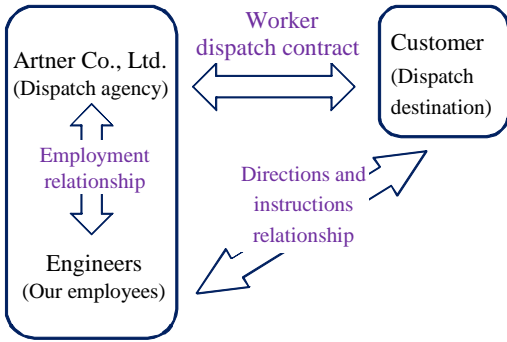 Worker
dispatch contract
Artner Co., Ltd.
(Dispatch agency)
Customer
(Dispatch
destination)
Employment
relationship
Directions and
instructions
relationship
Engineers
(Our employees)